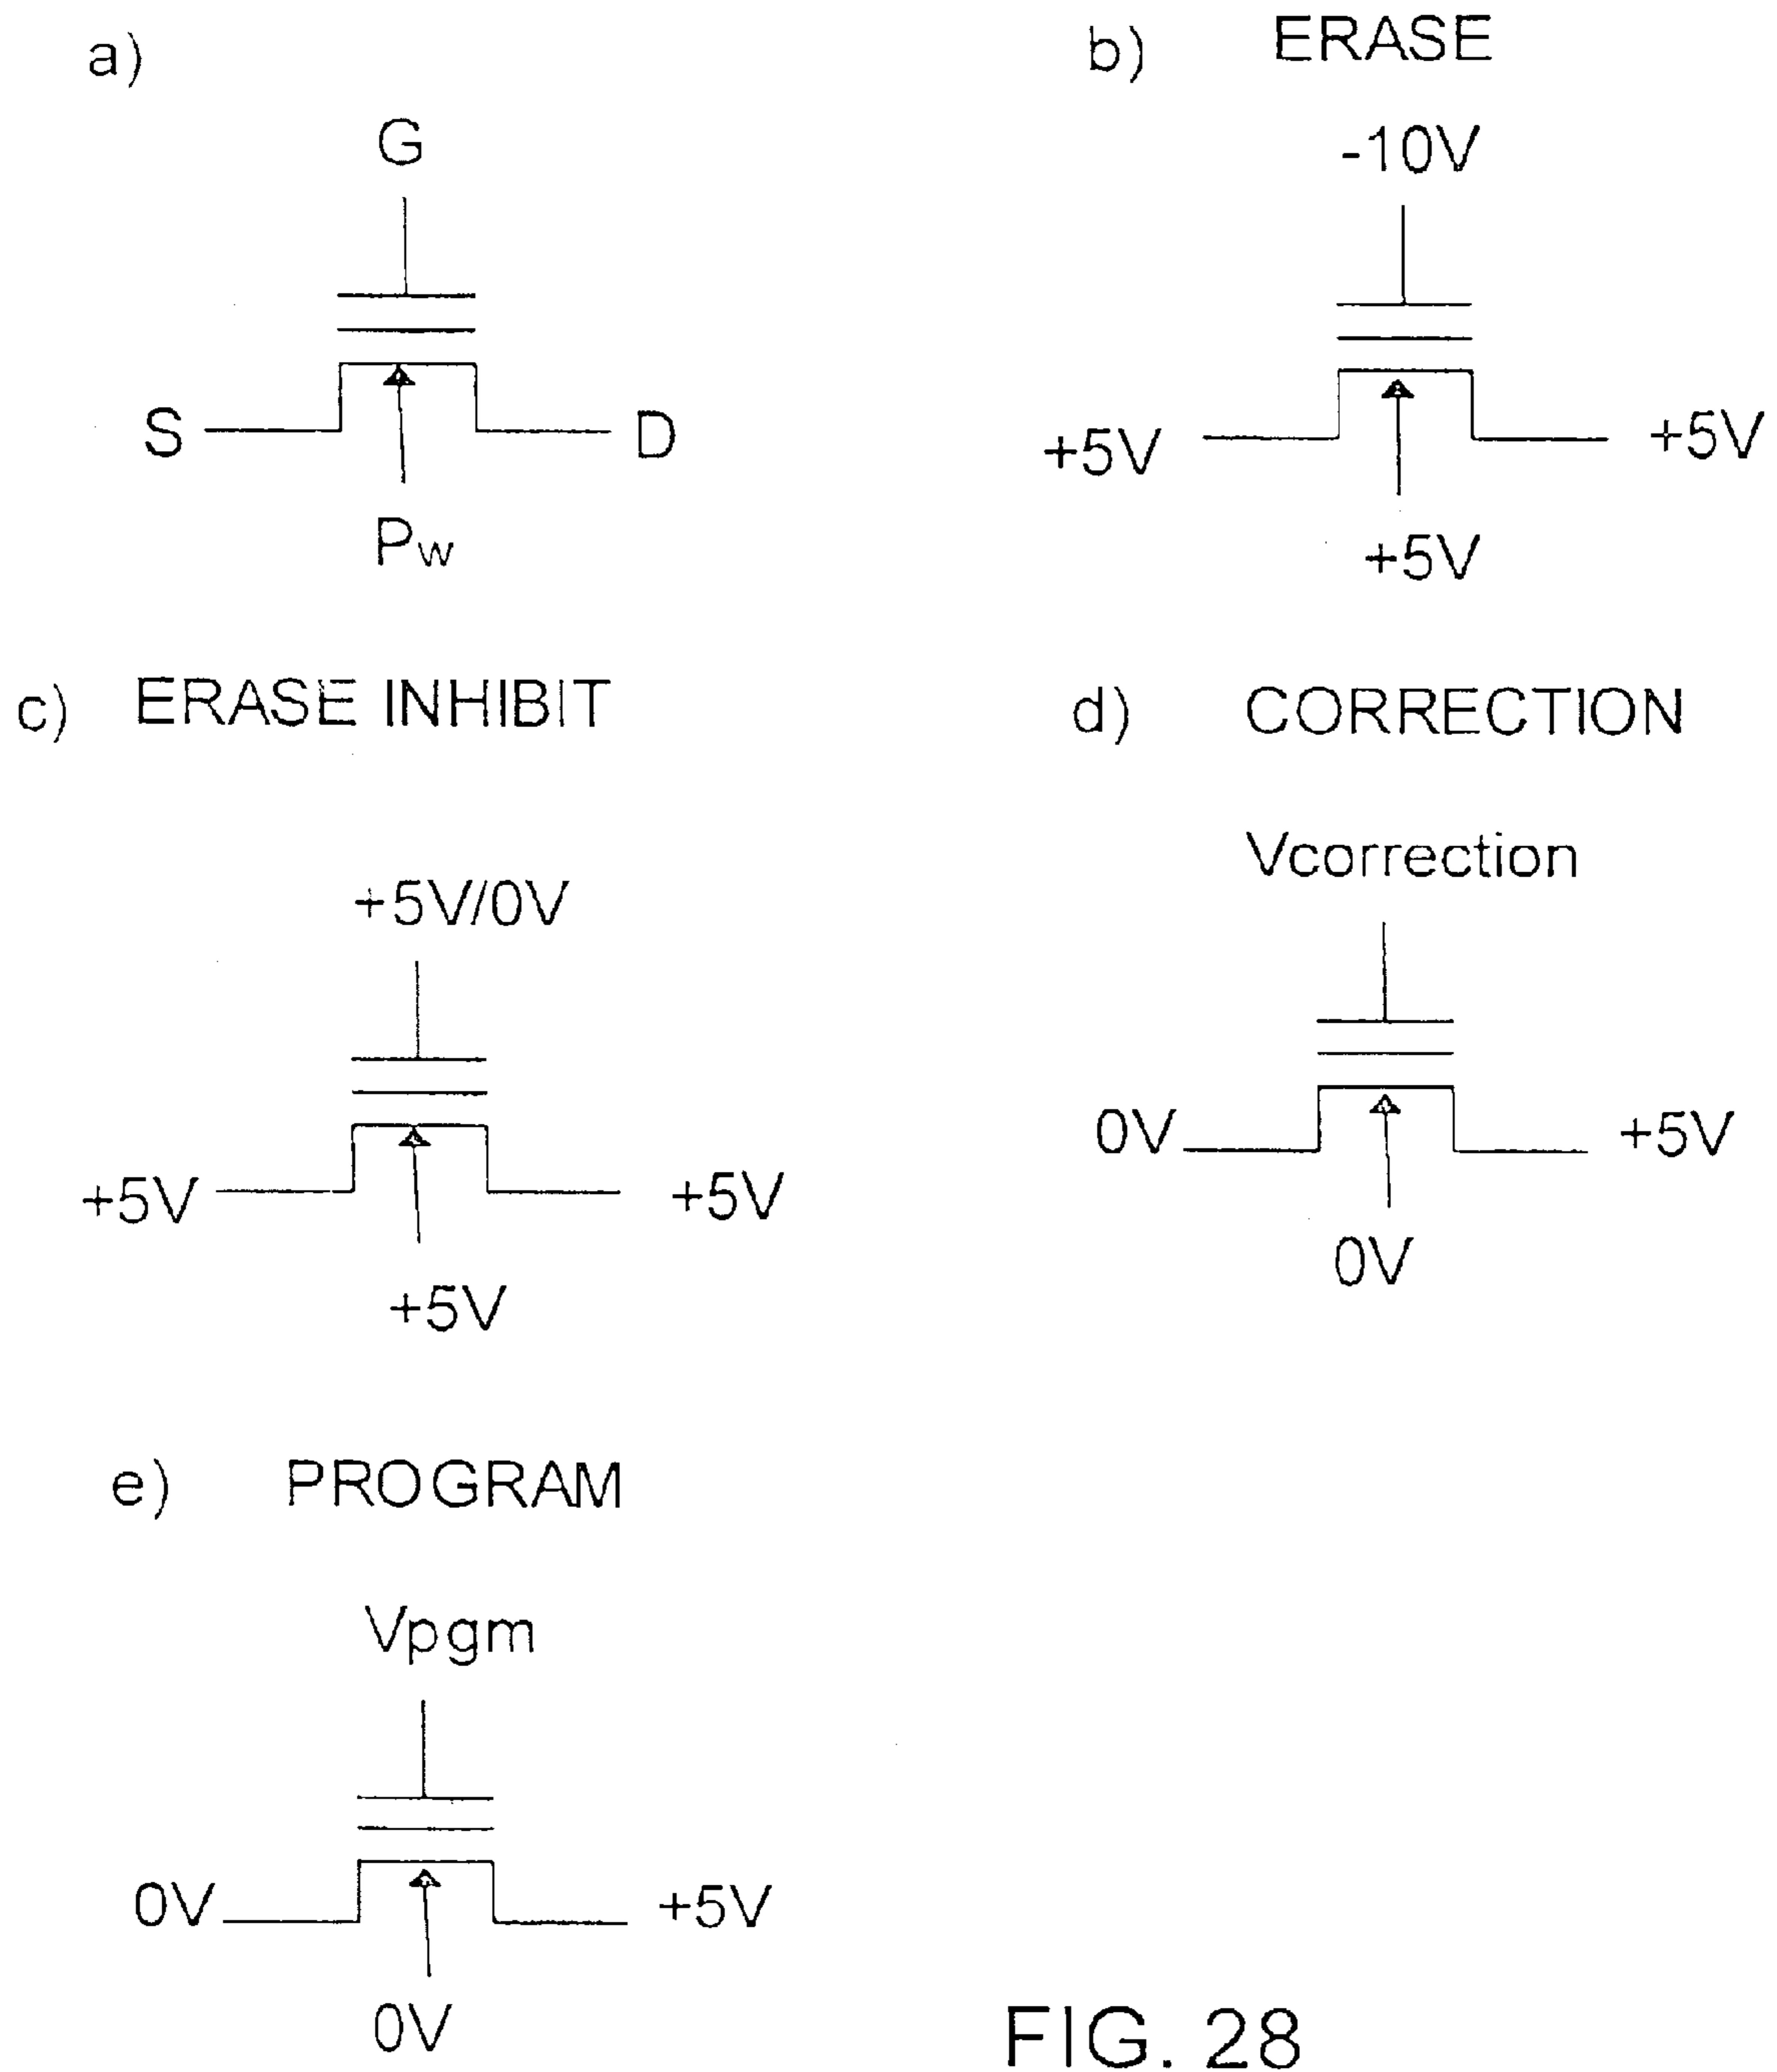 a)
G
S
D
Pw
b) ERASE
-10V
+5V
+5V
+5V
c) ERASE INHIBIT
+5V/0V
+5V
+5V
+5V
d) CORRECTION
Vcorrection
0V
+5V
0V
e) PROGRAM
Vpgm
0V
+5V
0V
FIG. 28